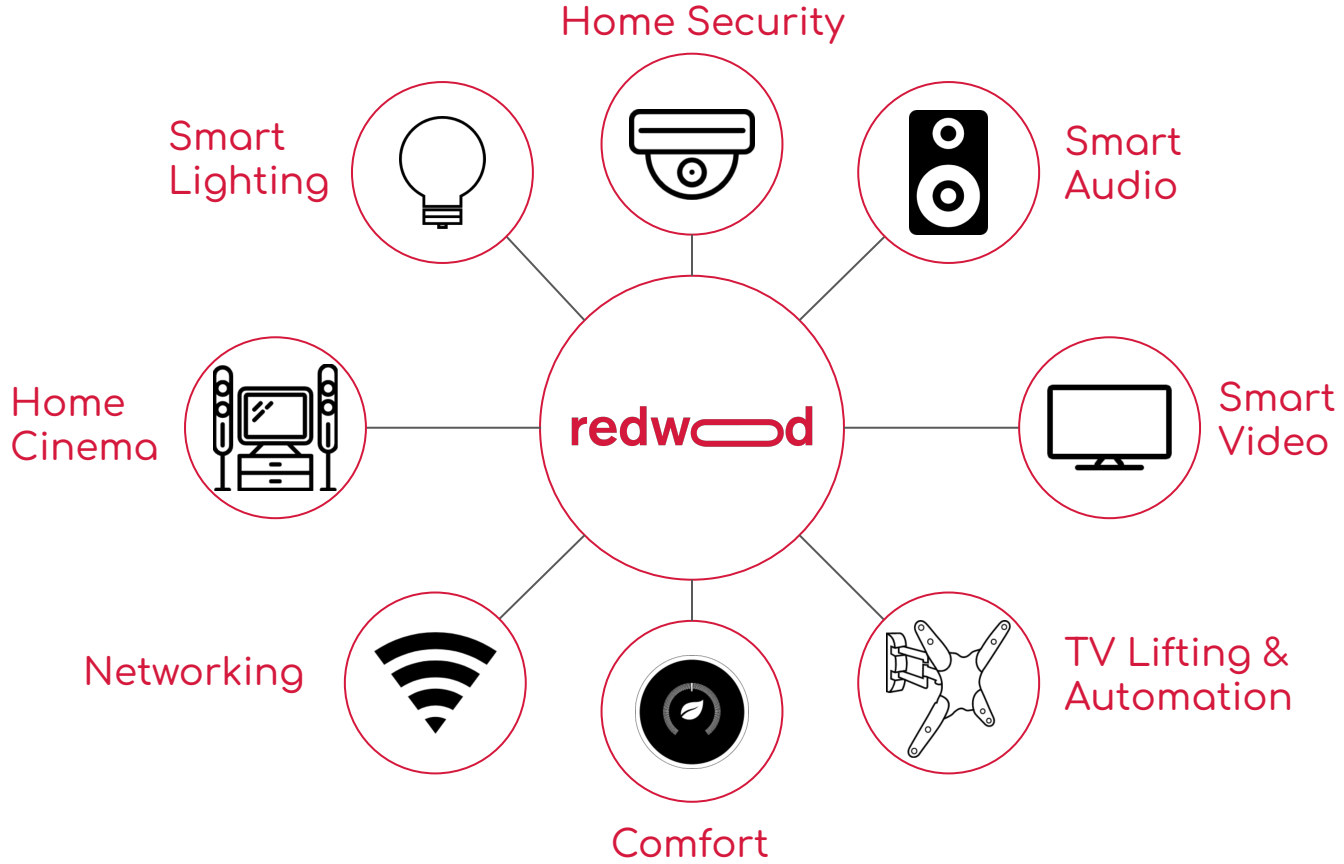 Home Security
Smart
Lighting
Smart
Audio
Home
Cinema
redwood
Smart
Video
Networking
TV Lifting &
Automation
Comfort